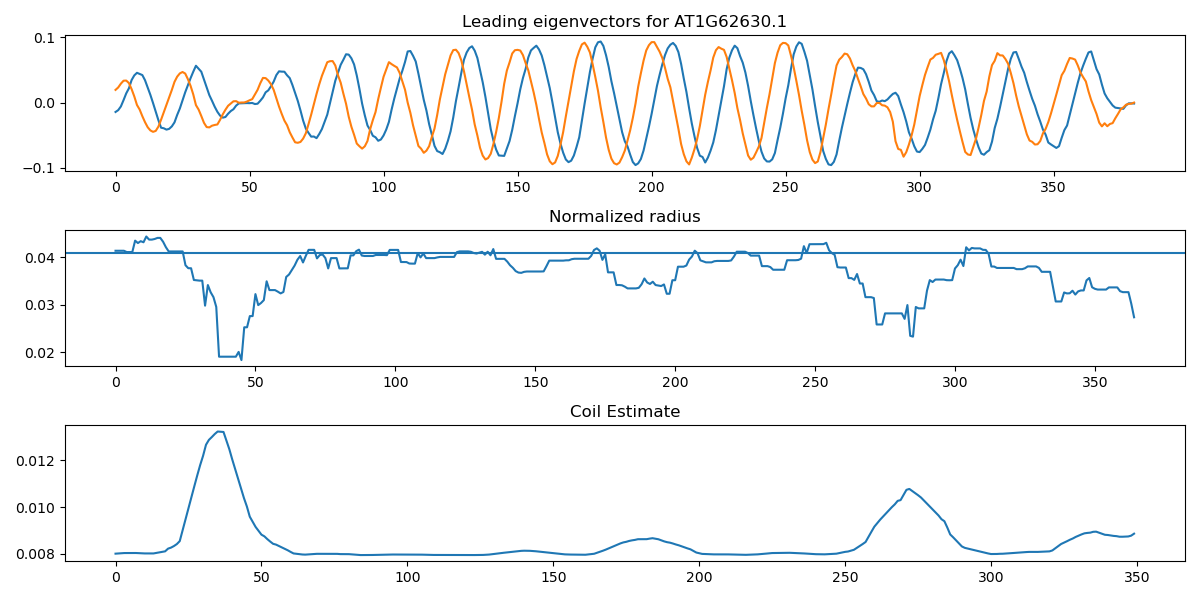 Leading eigenvectors for AT1G62630.1
0.1
0.0
−0.1
0 50 100 150 200 250 300 350
Normalized radius
0.04
0.03
0.02
0 50 100 150 200 250 300 350
Coil Estimate
0.012
0.010
0.008
0 50 100 150 200 250 300 350